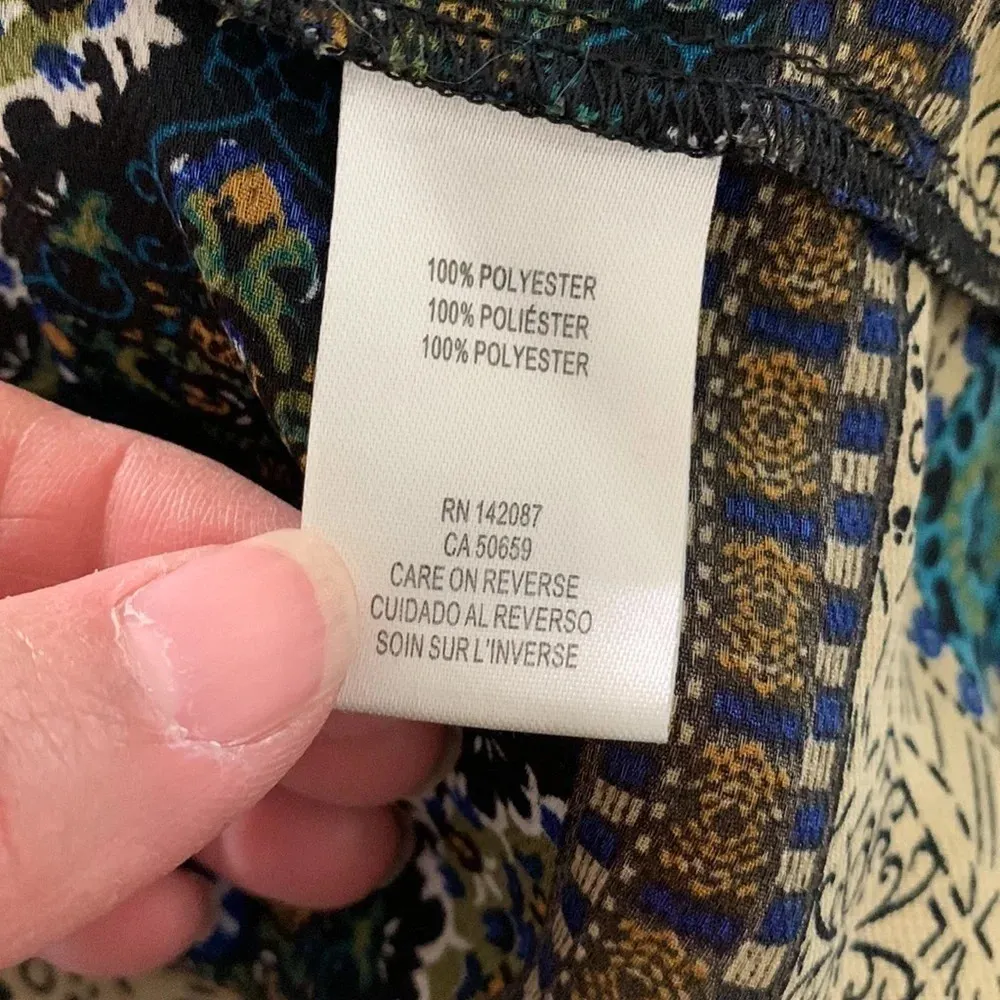 100% POLYESTER
100% POLIÉSTER
100% POLYESTER
RN 142087
CA 50659
CARE ON REVERSE
CUIDADO AL REVERSO
SOIN SUR L'INVERSE